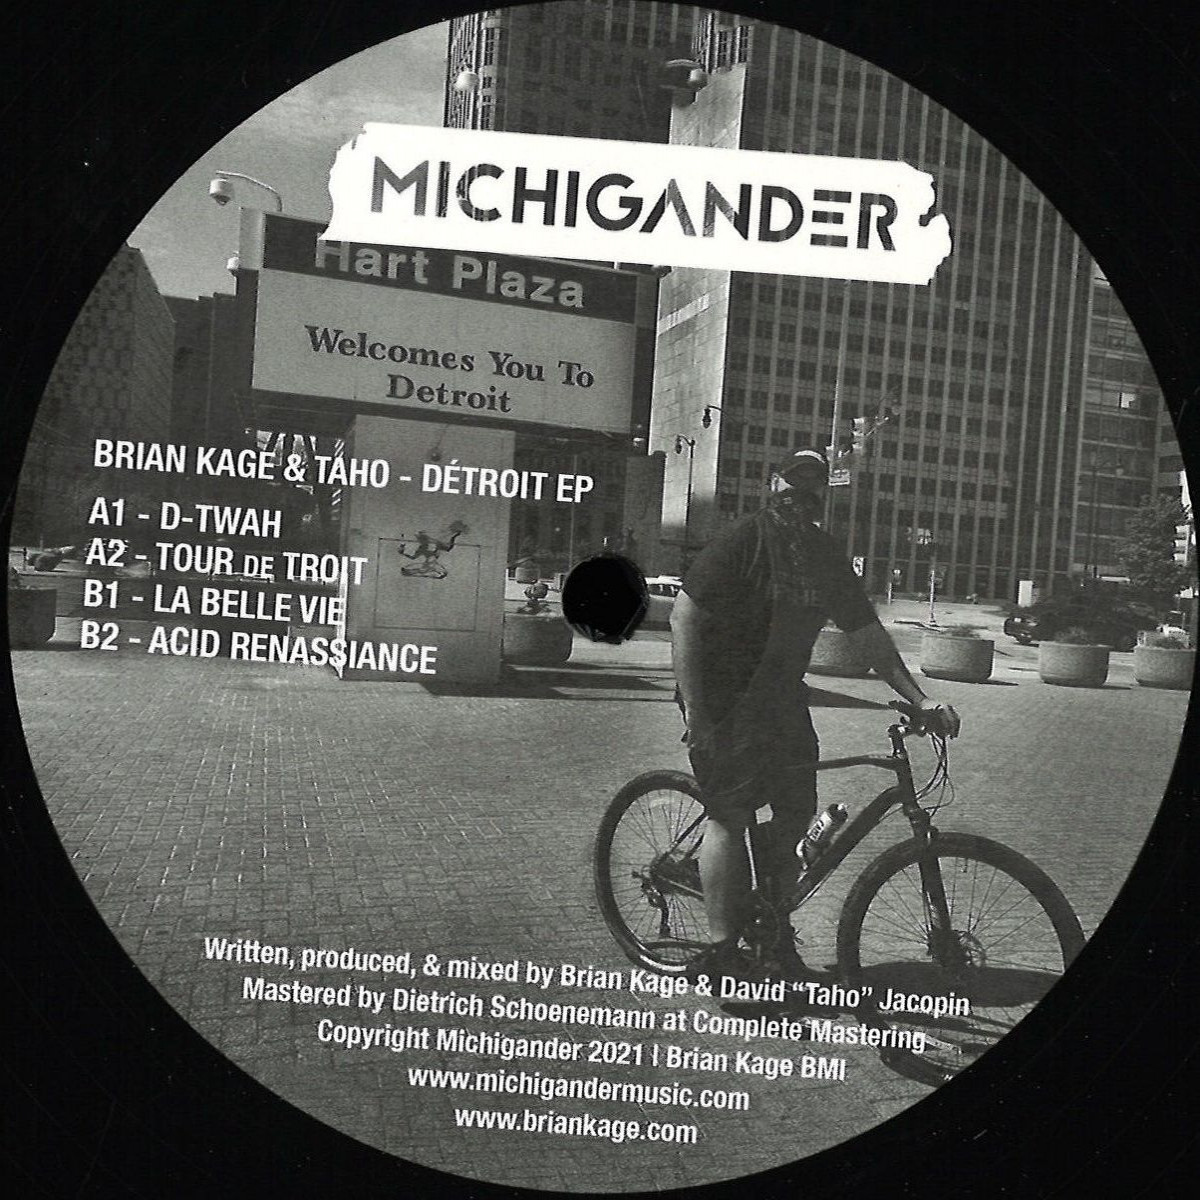 MICHIGANDER
Hart Plaza
Welcomes You To
Detroit
BRIAN KAGE & TAHO - DÉTROIT EP
A1 - D-TWAH
A2 - TOUR DE TROIT
B1 - LA BELLE VIE
B2 - ACID RENASSIANCE
Written, produced, & mixed by Brian Kage & David “Taho” Jacopin
Mastered by Dietrich Schoenemann at Complete Mastering
Copyright Michigander 2021 | Brian Kage BMI
www.michigandermusic.com
www.briankage.com